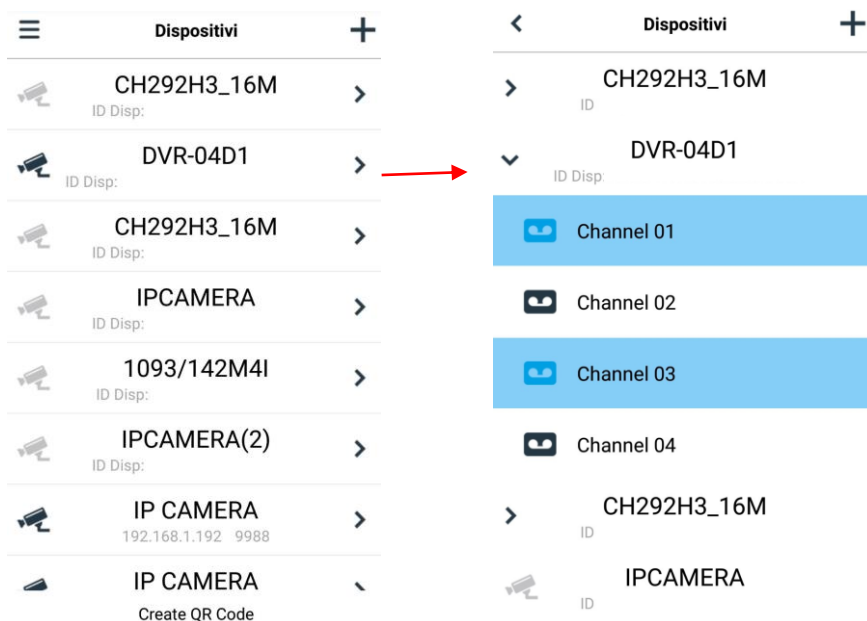 Dispositivi
CH292H3_16M
ID Disp:
DVR-04D1
ID Disp:
CH292H3_16M
ID Disp:
IPCAMERA
ID Disp:
1093/142M4I
ID Disp:
IPCAMERA(2)
ID Disp:
IP CAMERA
192.168.1.192 9988
IP CAMERA
Create QR Code
Dispositivi
CH292H3_16M
ID
DVR-04D1
ID Disp:
Channel 01
Channel 02
Channel 03
Channel 04
CH292H3_16M
ID
IPCAMERA
ID